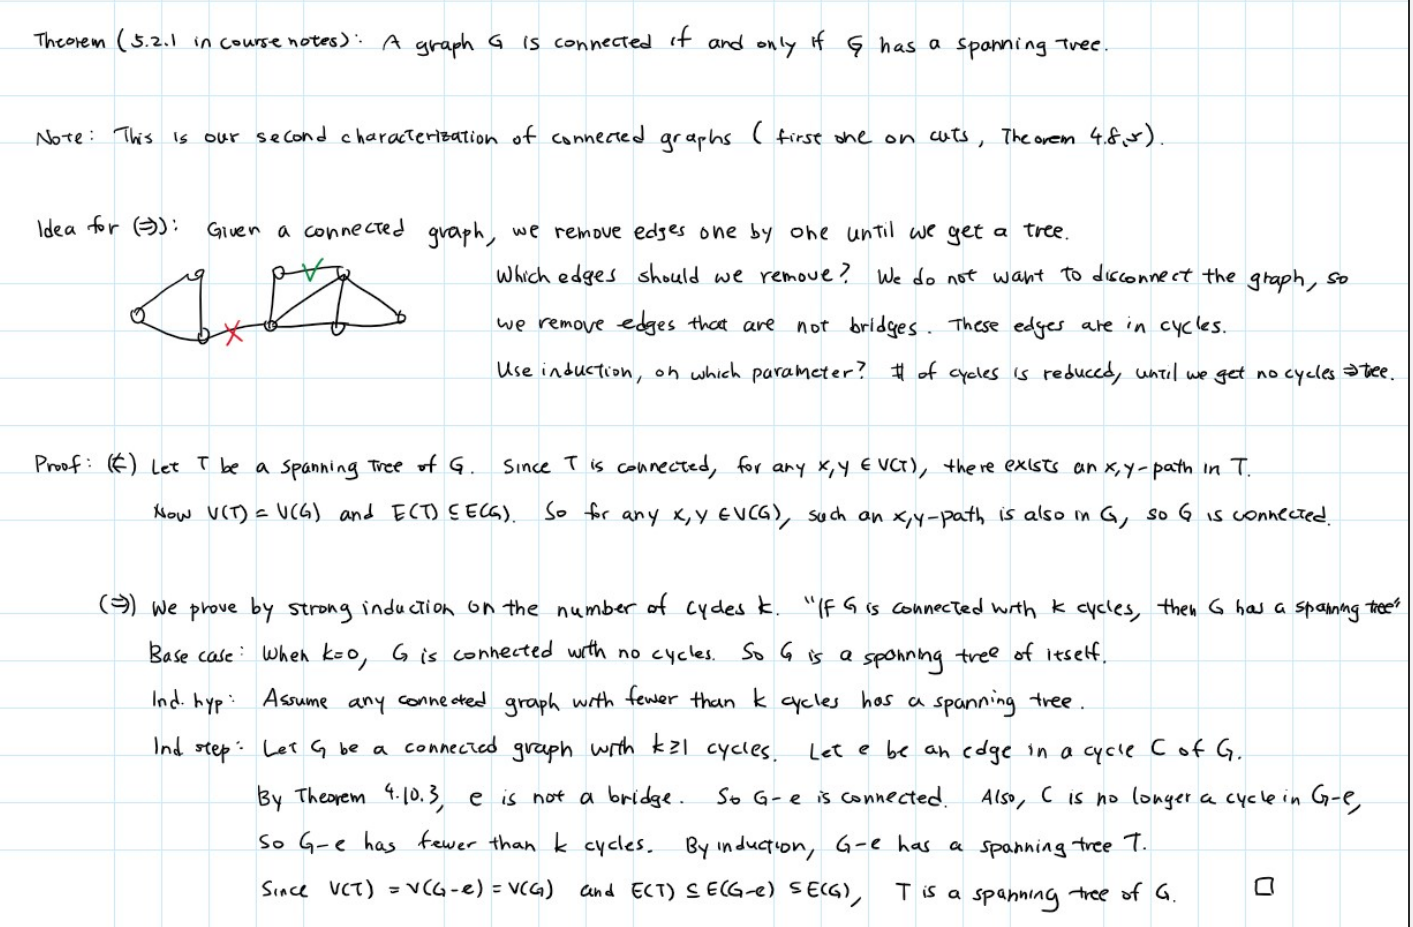 Theorem (5.2.1 in course notes): A graph G is connected if and only if G has a spanning tree.
Note: This is our second characterization of connected graphs (first one on cuts, Theorem 4.8.5).
Idea for (⇒): Given a connected graph, we remove edges one by one until we get a tree.
Which edges should we remove? We do not want to disconnect the graph, so
we remove edges that are not bridges. These edges are in cycles.
Use induction, on which parameter? # of cycles is reduced, until we get no cycles ⇒ tree.
Proof: (⇐) Let T be a spanning tree of G. Since T is connected, for any x,y ∈ V(T), there exists an x,y-path in T.
Now V(T) = V(G) and E(T) ⊆ E(G). So for any x,y ∈ V(G), such an x,y-path is also in G, so G is connected.
(⇒) We prove by strong induction on the number of cycles k. "If G is connected with k cycles, then G has a spanning tree"
Base case: When k=0, G is connected with no cycles. So G is a spanning tree of itself.
Ind. hyp: Assume any connected graph with fewer than k cycles has a spanning tree.
Ind step: Let G be a connected graph with k≥1 cycles. Let e be an edge in a cycle C of G.
By Theorem 4.10.3, e is not a bridge. So G-e is connected. Also, C is no longer a cycle in G-e,
so G-e has fewer than k cycles. By induction, G-e has a spanning tree T.
Since V(T) = V(G-e) = V(G) and E(T) ⊆ E(G-e) ⊆ E(G), T is a spanning tree of G. □